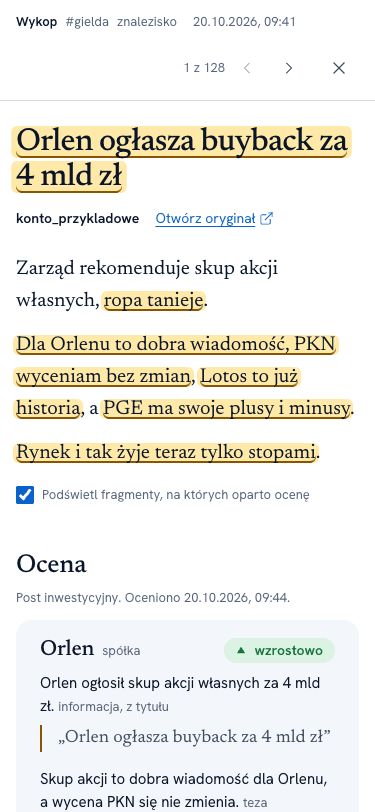 Wykop #gielda znalezisko 20.10.2026, 09:41
1 z 128
Orlen ogłasza buyback za
4 mld zł
konto_przykladowe Otwórz oryginał
Zarząd rekomenduje skup akcji
własnych, ropa tanieje.
Dla Orlenu to dobra wiadomość, PKN
wyceniam bez zmian, Lotos to już
historia, a PGE ma swoje plusy i minusy.
Rynek i tak żyje teraz tylko stopami.
Podświetl fragmenty, na których oparto ocenę
Ocena
Post inwestycyjny. Oceniono 20.10.2026, 09:44.
Orlen spółka wzrostowo
Orlen ogłosił skup akcji własnych za 4 mld
zł. informacja, z tytułu
„Orlen ogłasza buyback za 4 mld zł”
Skup akcji to dobra wiadomość dla Orlenu,
a wycena PKN się nie zmienia. teza